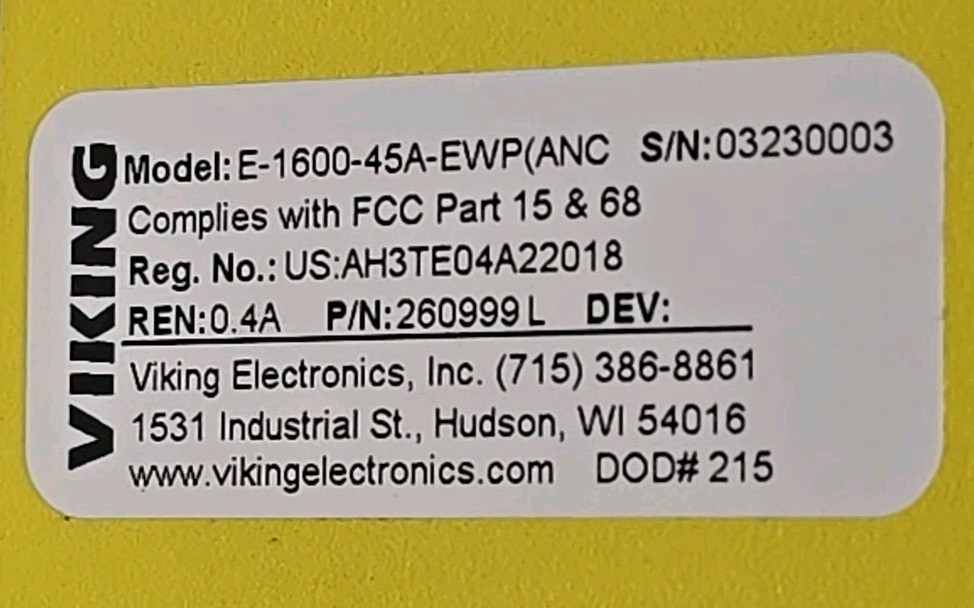 VIKING
Model: E-1600-45A-EWP(ANC S/N:03230003
Complies with FCC Part 15 & 68
Reg. No.: US:AH3TE04A22018
REN:0.4A P/N:260999 L DEV:
Viking Electronics, Inc. (715) 386-8861
1531 Industrial St., Hudson, WI 54016
www.vikingelectronics.com DOD# 215